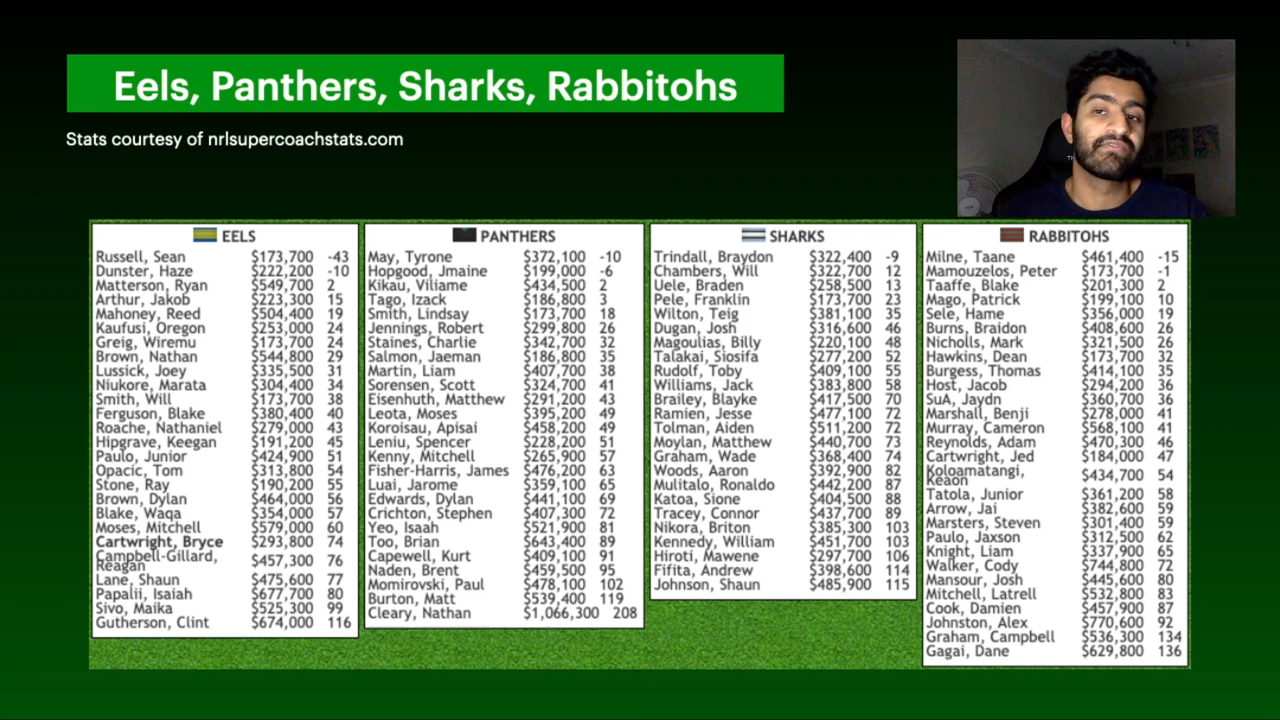 Eels, Panthers, Sharks, Rabbitohs
Stats courtesy of nrlsupercoachstats.com
EELS
Russell, Sean $173,700 -43
Dunster, Haze $222,200 -10
Matterson, Ryan $549,700 2
Arthur, Jakob $223,300 15
Mahoney, Reed $504,400 19
Kaufusi, Oregon $253,000 24
Greig, Wiremu $173,700 24
Brown, Nathan $544,800 29
Lussick, Joey $335,500 31
Niukore, Marata $304,400 34
Smith, Will $173,700 38
Ferguson, Blake $380,400 40
Roache, Nathaniel $279,000 43
Hipgrave, Keegan $191,200 45
Paulo, Junior $424,900 51
Opacic, Tom $313,800 54
Stone, Ray $190,200 55
Brown, Dylan $464,000 56
Blake, Waqa $354,000 57
Moses, Mitchell $579,000 60
Cartwright, Bryce $293,800 74
Campbell-Gillard,
Reagan $457,300 76
Lane, Shaun $475,600 77
Papalii, Isaiah $677,700 80
Sivo, Maika $525,300 99
Gutherson, Clint $674,000 116
PANTHERS
May, Tyrone $372,100 -10
Hopgood, Jmaine $199,000 -6
Kikau, Viliame $434,500 2
Tago, Izack $186,800 3
Smith, Lindsay $173,700 18
Jennings, Robert $299,800 26
Staines, Charlie $342,700 32
Salmon, Jaeman $186,800 35
Martin, Liam $407,700 38
Sorensen, Scott $324,700 41
Eisenhuth, Matthew $291,200 43
Leota, Moses $395,200 49
Koroisau, Apisai $458,200 49
Leniu, Spencer $228,200 51
Kenny, Mitchell $265,900 57
Fisher-Harris, James $476,200 63
Luai, Jarome $359,100 65
Edwards, Dylan $441,100 69
Crichton, Stephen $407,300 72
Yeo, Isaah $521,900 81
Too, Brian $643,400 89
Capewell, Kurt $409,100 91
Naden, Brent $459,500 95
Momirovski, Paul $478,100 102
Burton, Matt $539,400 119
Cleary, Nathan $1,066,300 208
SHARKS
Trindall, Braydon $322,400 -9
Chambers, Will $322,700 12
Uele, Braden $258,500 13
Pele, Franklin $173,700 23
Wilton, Teig $381,100 35
Dugan, Josh $316,600 46
Magoulias, Billy $220,100 48
Talakai, Siosifa $277,200 52
Rudolf, Toby $409,100 55
Williams, Jack $383,800 58
Brailey, Blayke $417,500 70
Ramien, Jesse $477,100 72
Tolman, Aiden $511,200 72
Moylan, Matthew $440,700 73
Graham, Wade $368,400 74
Woods, Aaron $392,900 82
Mulitalo, Ronaldo $442,200 87
Katoa, Sione $404,500 88
Tracey, Connor $437,700 89
Nikora, Briton $385,300 103
Kennedy, William $451,700 103
Hiroti, Mawene $297,700 106
Fifita, Andrew $398,600 114
Johnson, Shaun $485,900 115
RABBITOHS
Milne, Taane $461,400 -15
Mamouzelos, Peter $173,700 -1
Taaffe, Blake $201,300 2
Mago, Patrick $199,100 10
Sele, Hame $356,000 19
Burns, Braidon $408,600 26
Nicholls, Mark $321,500 26
Hawkins, Dean $173,700 32
Burgess, Thomas $414,100 35
Host, Jacob $294,200 36
SuA, Jaydn $360,700 36
Marshall, Benji $278,000 41
Murray, Cameron $568,100 41
Reynolds, Adam $470,300 46
Cartwright, Jed $184,000 47
Koloamatangi,
Keaon $434,700 54
Tatola, Junior $361,200 58
Arrow, Jai $382,600 59
Marsters, Steven $301,400 59
Paulo, Jaxson $312,500 62
Knight, Liam $337,900 65
Walker, Cody $744,800 72
Mansour, Josh $445,600 80
Mitchell, Latrell $532,800 83
Cook, Damien $457,900 87
Johnston, Alex $770,600 92
Graham, Campbell $536,300 134
Gagai, Dane $629,800 136